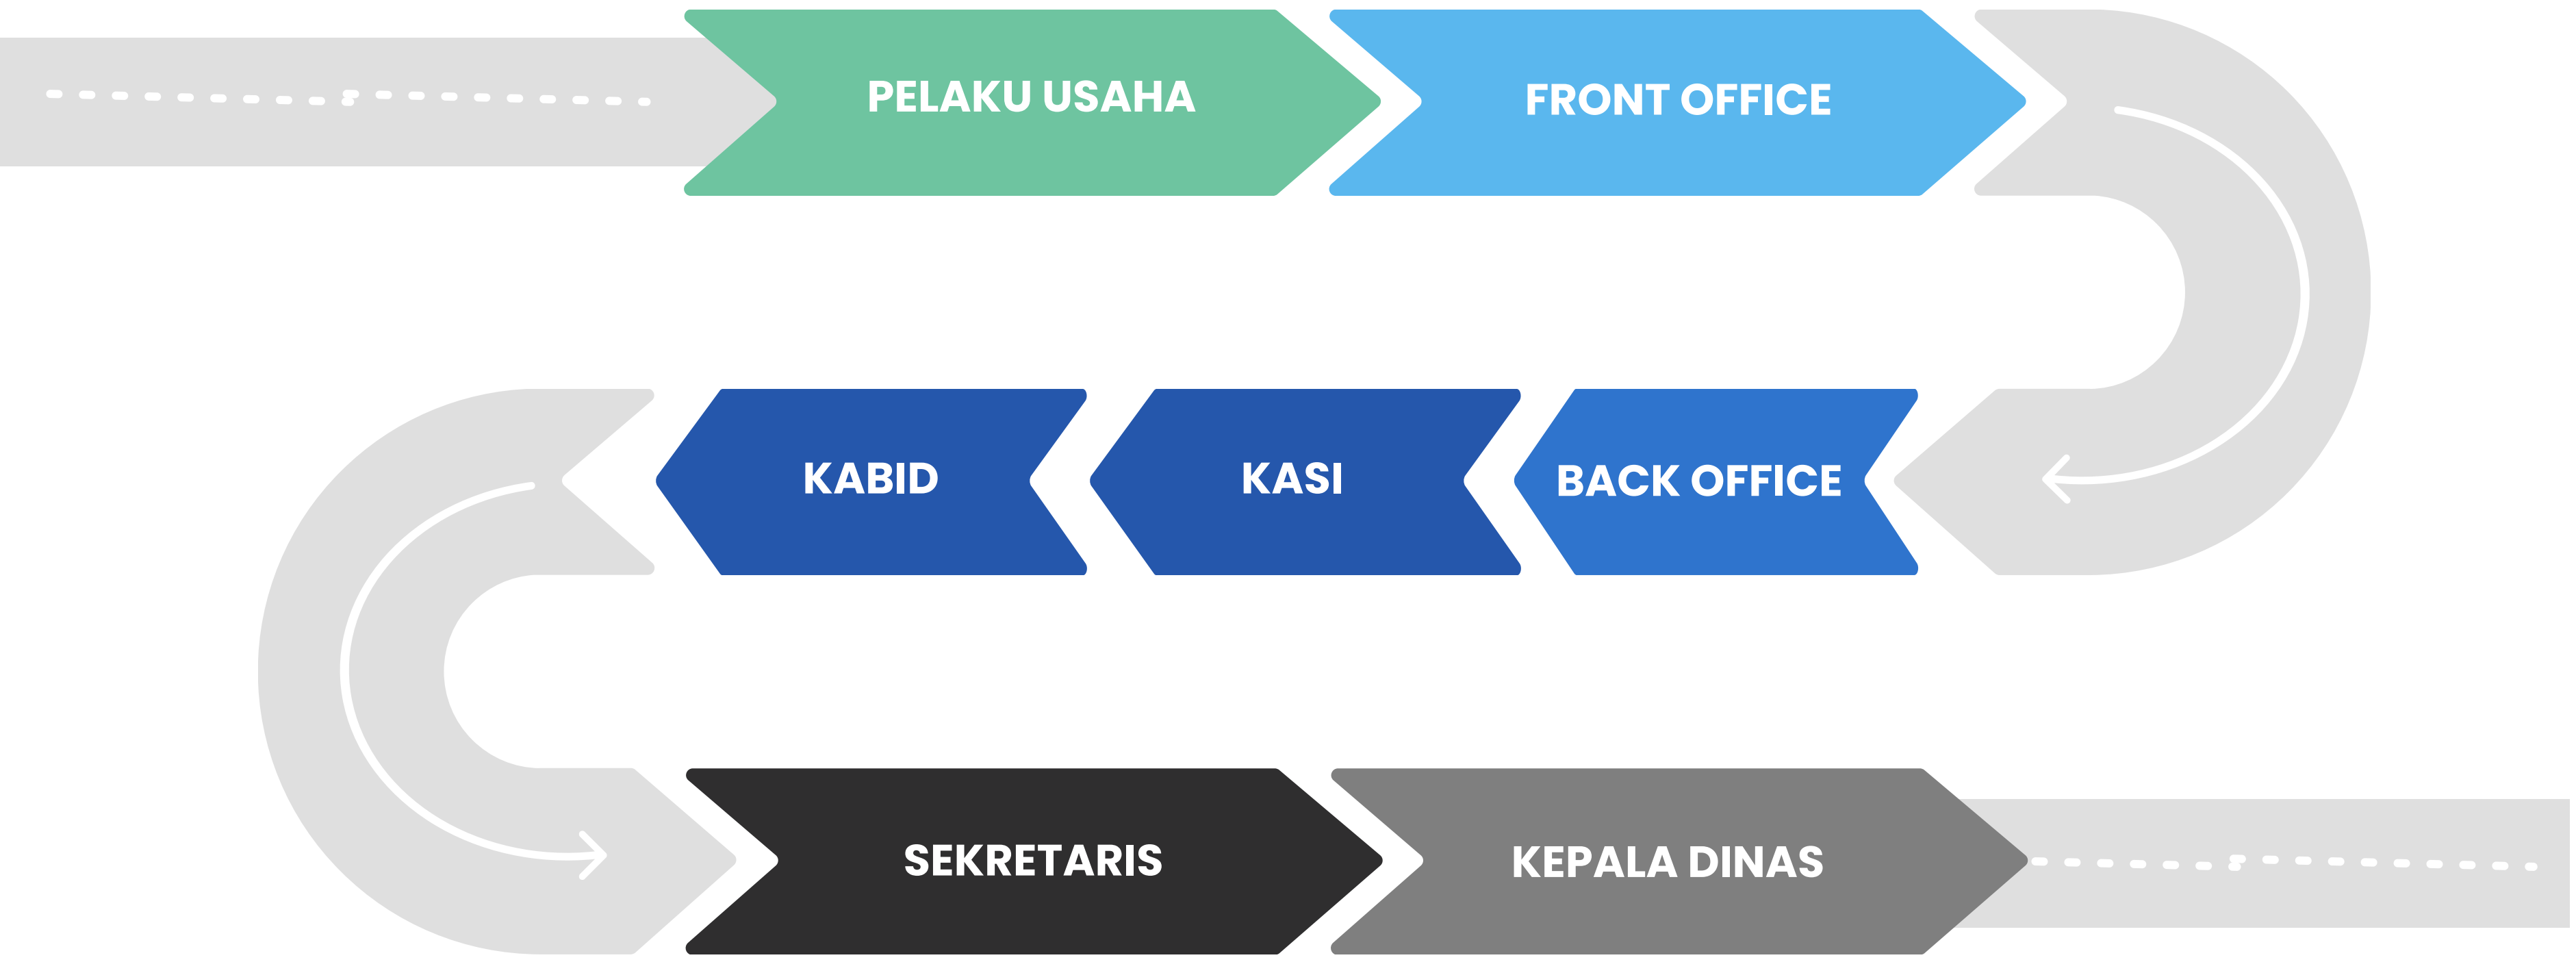 PELAKU USAHA
FRONT OFFICE
BACK OFFICE
KASI
KABID
SEKRETARIS
KEPALA DINAS